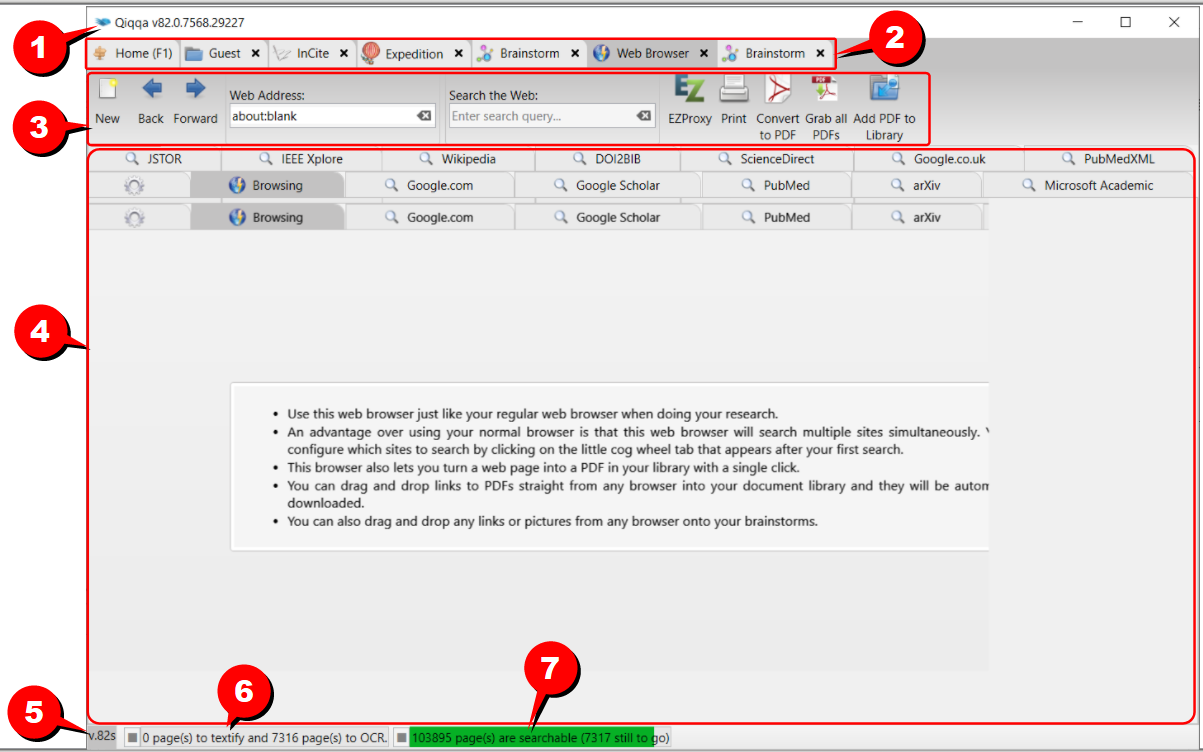 Qiqqa v82.0.7568.29227
1
2
Home (F1) Guest InCite Expedition Brainstorm Web Browser Brainstorm
3
Web Address: Search the Web:
about:blank Enter search query...
New Back Forward EZProxy Print Convert to PDF Grab all PDFs Add PDF to Library
JSTOR IEEE Xplore Wikipedia DOI2BIB ScienceDirect Google.co.uk PubMedXML
Browsing Google.com Google Scholar PubMed arXiv Microsoft Academic
Browsing Google.com Google Scholar PubMed arXiv
4
• Use this web browser just like your regular web browser when doing your research.
• An advantage over using your normal browser is that this web browser will search multiple sites simultaneously.
configure which sites to search by clicking on the little cog wheel tab that appears after your first search.
• This browser also lets you turn a web page into a PDF in your library with a single click.
• You can drag and drop links to PDFs straight from any browser into your document library and they will be autom
downloaded.
• You can also drag and drop any links or pictures from any browser onto your brainstorms.
5
6
7
v.82s 0 page(s) to textify and 7316 page(s) to OCR. 103895 page(s) are searchable (7317 still to go)